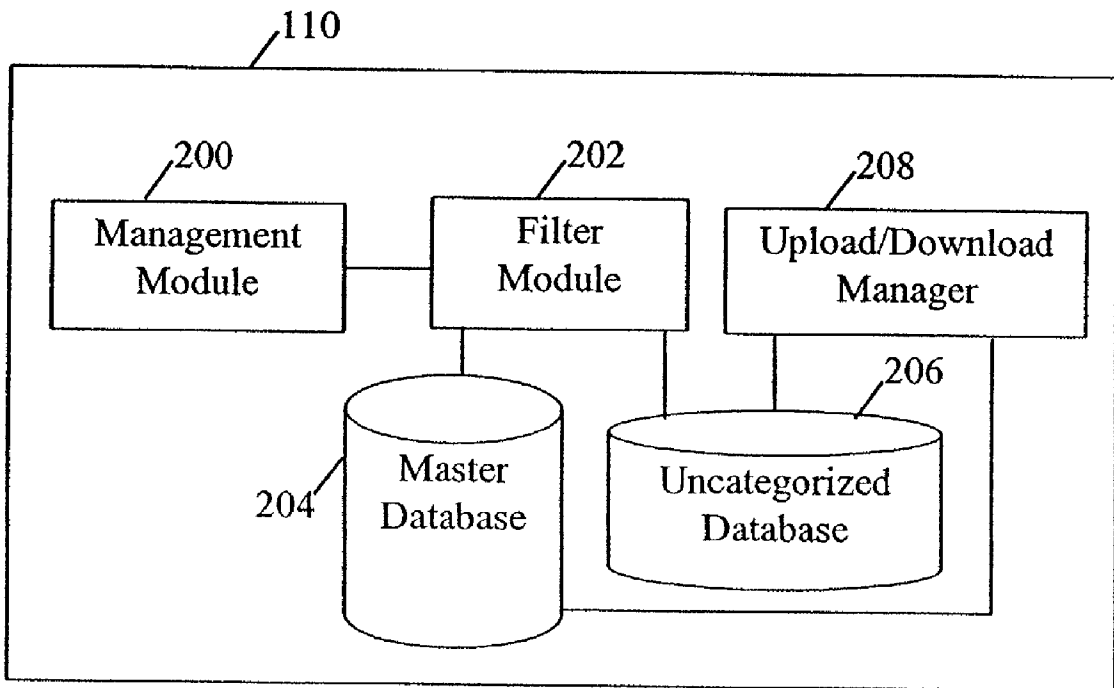 110
200
202
208
Management
Module
Filter
Module
Upload/Download
Manager
206
204
Master
Database
Uncategorized
Database